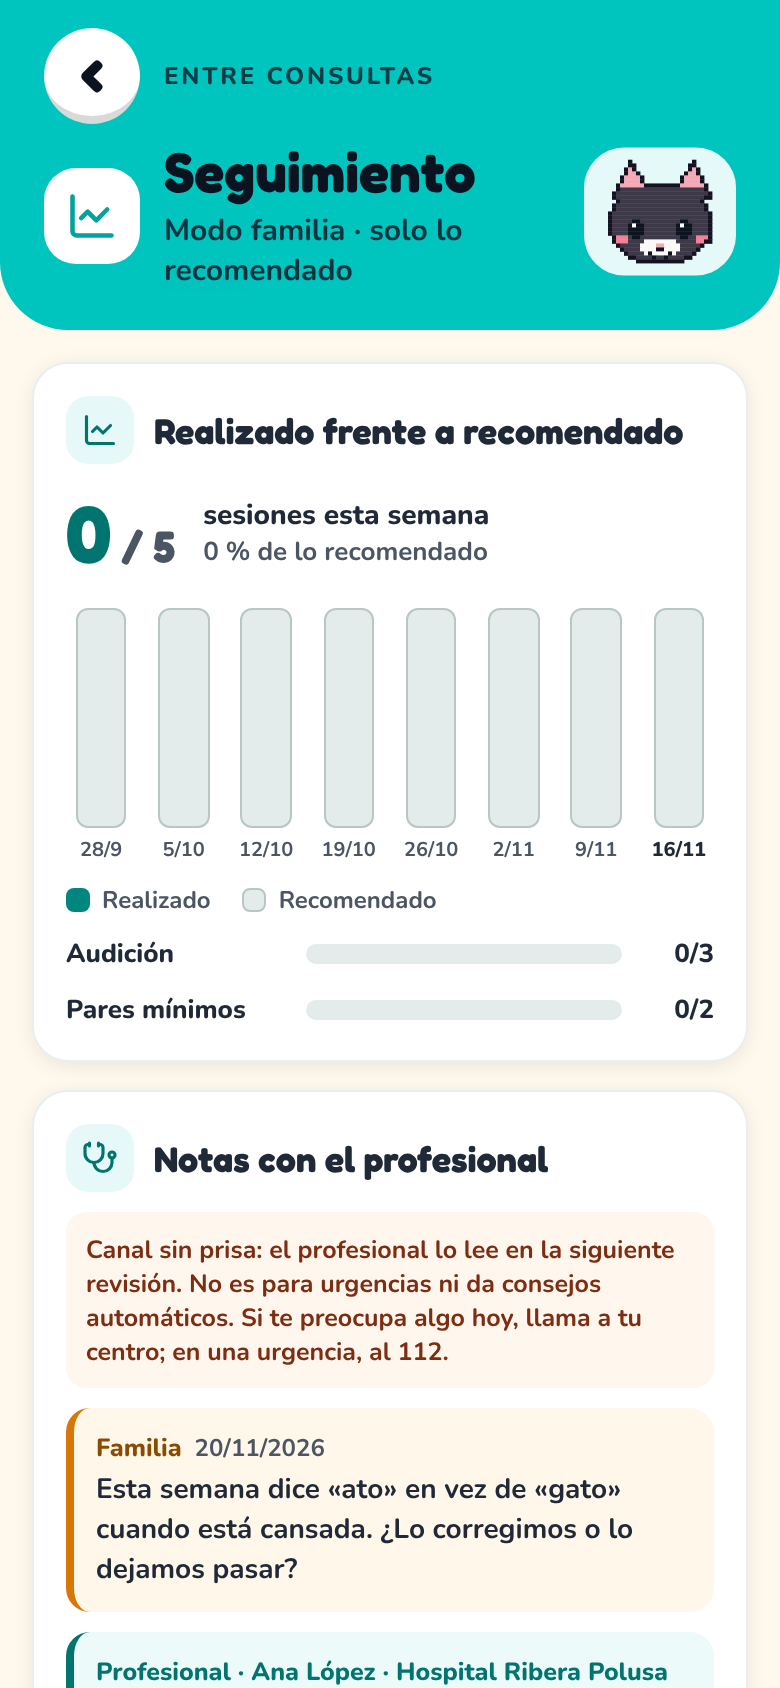 ENTRE CONSULTAS
Seguimiento
Modo familia · solo lo
recomendado
Realizado frente a recomendado
0 / 5
sesiones esta semana
0 % de lo recomendado
28/9 5/10 12/10 19/10 26/10 2/11 9/11 16/11
Realizado Recomendado
Audición 0/3
Pares mínimos 0/2
Notas con el profesional
Canal sin prisa: el profesional lo lee en la siguiente
revisión. No es para urgencias ni da consejos
automáticos. Si te preocupa algo hoy, llama a tu
centro; en una urgencia, al 112.
Familia 20/11/2026
Esta semana dice «ato» en vez de «gato»
cuando está cansada. ¿Lo corregimos o lo
dejamos pasar?
Profesional · Ana López · Hospital Ribera Polusa